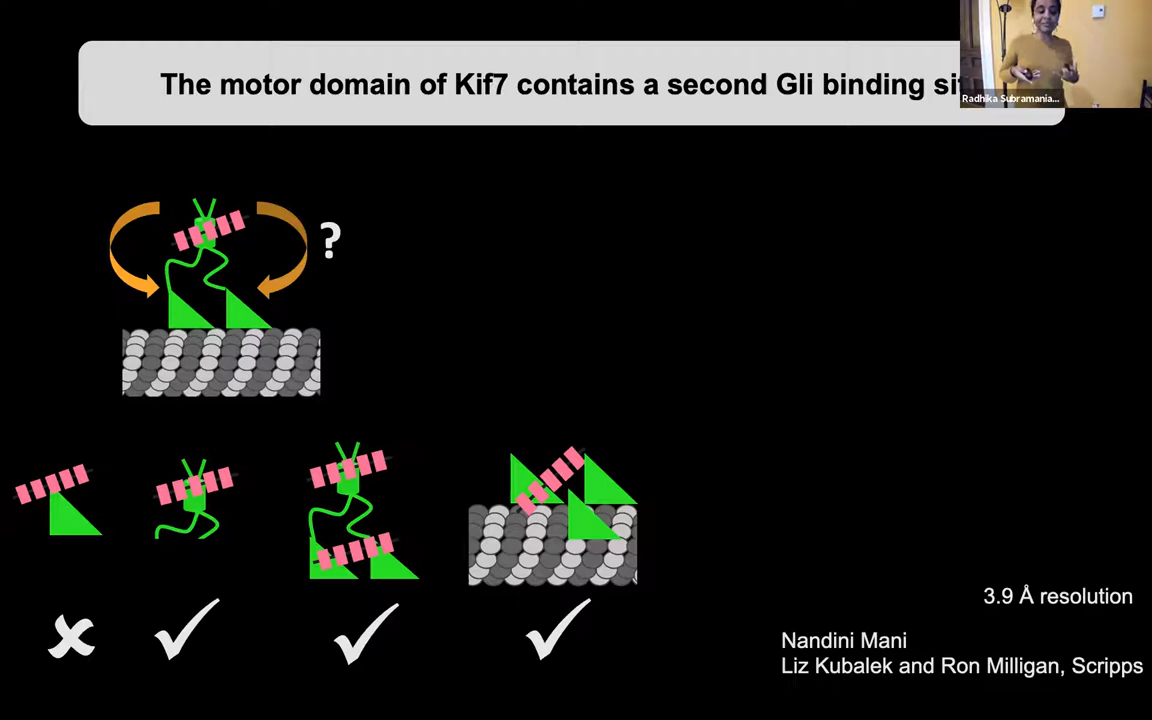 The motor domain of Kif7 contains a second Gli binding
Radhika Subramania...
?
3.9 Å resolution
Nandini Mani
Liz Kubalek and Ron Milligan, Scripps